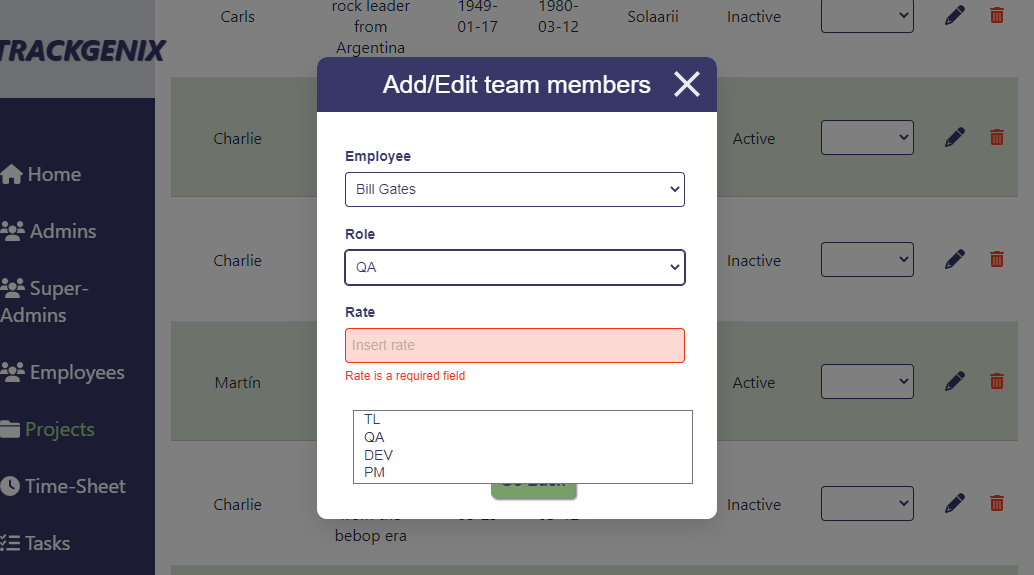 TRACKGENIX
Home
Admins
Super-
Admins
Employees
Projects
Time-Sheet
Tasks
Carls
rock leader
from
Argentina
1949-
01-17
1980-
03-12
Solaarii
Inactive
Charlie
Active
Charlie
Inactive
Martín
Active
Charlie
Inactive
bebop era
Add/Edit team members
Employee
Bill Gates
Role
QA
Rate
Insert rate
Rate is a required field
TL
QA
DEV
PM
Go Back